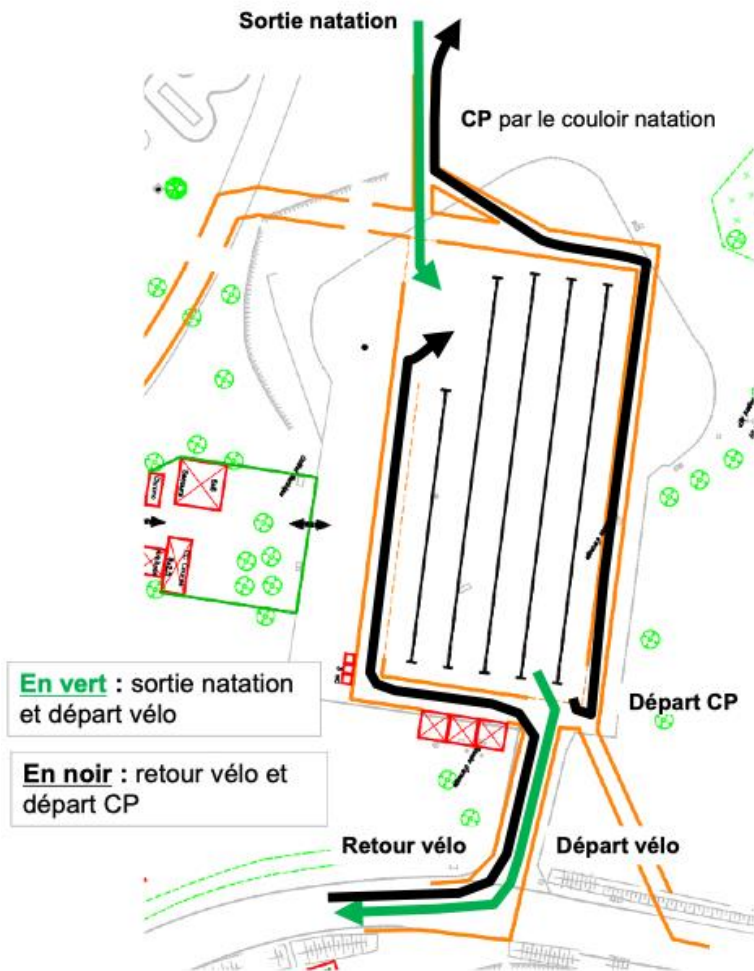 Sortie natation
CP par le couloir natation
En vert : sortie natation
et départ vélo
Départ CP
En noir : retour vélo et
départ CP
Retour vélo
Départ vélo